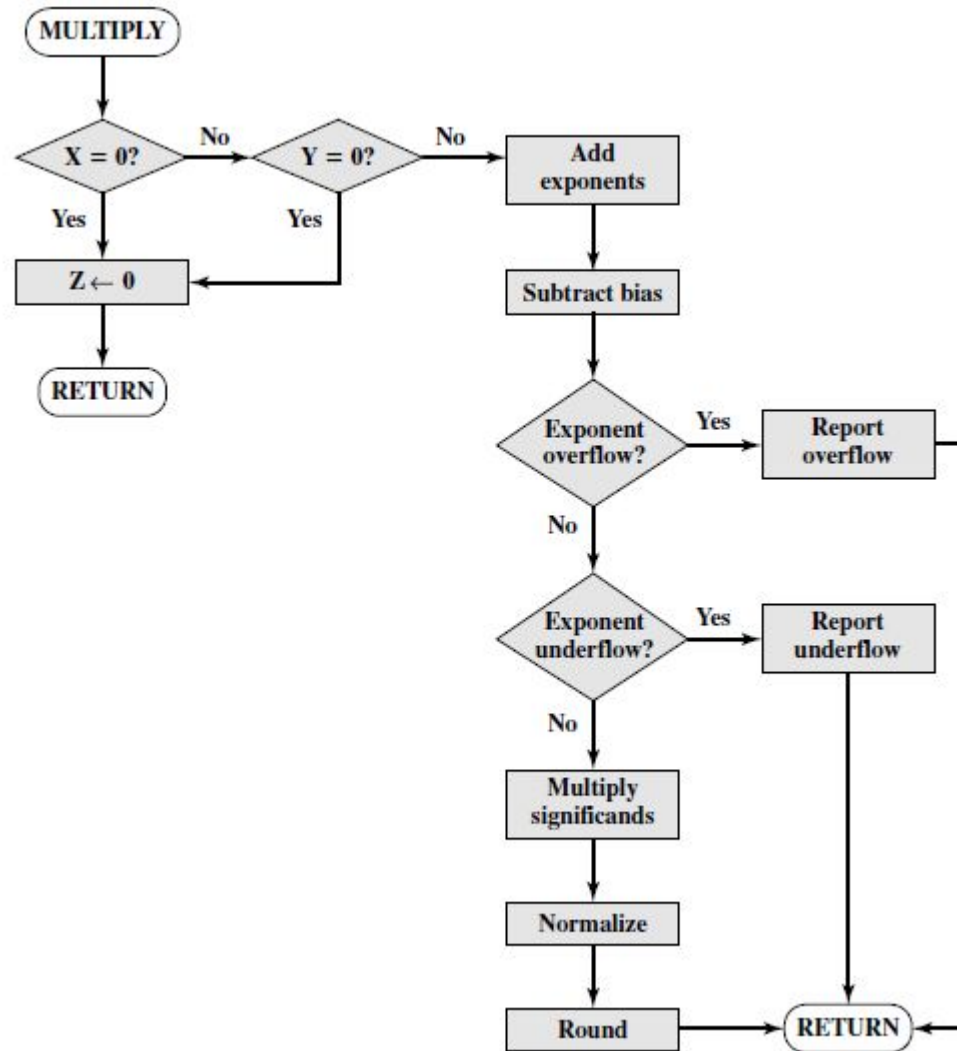 MULTIPLY
X = 0?
No
Y = 0?
No
Add
exponents
Yes
Yes
Z ← 0
Subtract bias
RETURN
Exponent
overflow?
Yes
Report
overflow
No
Exponent
underflow?
Yes
Report
underflow
No
Multiply
significands
Normalize
Round
RETURN